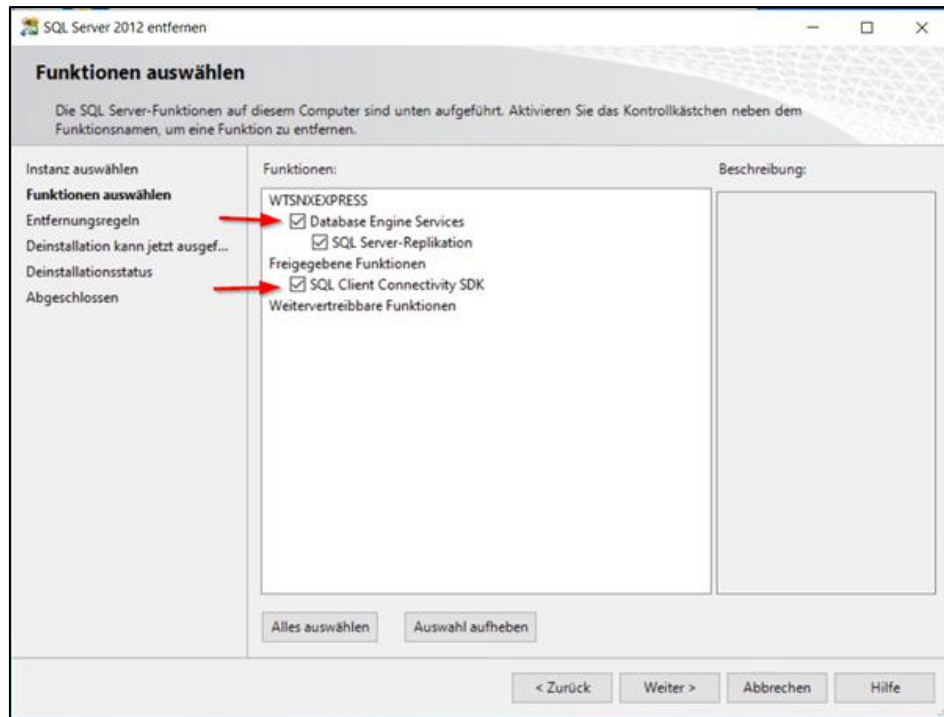 SQL Server 2012 entfernen
Funktionen auswählen
Die SQL Server-Funktionen auf diesem Computer sind unten aufgeführt. Aktivieren Sie das Kontrollkästchen neben dem
Funktionsnamen, um eine Funktion zu entfernen.
Instanz auswählen
Funktionen auswählen
Entfernungsregeln
Deinstallation kann jetzt ausgef...
Deinstallationsstatus
Abgeschlossen
Funktionen:
WTSNXEXPRESS
Database Engine Services
SQL Server-Replikation
Freigegebene Funktionen
SQL Client Connectivity SDK
Weitervertreibbare Funktionen
Beschreibung:
Alles auswählen
Auswahl aufheben
< Zurück
Weiter >
Abbrechen
Hilfe